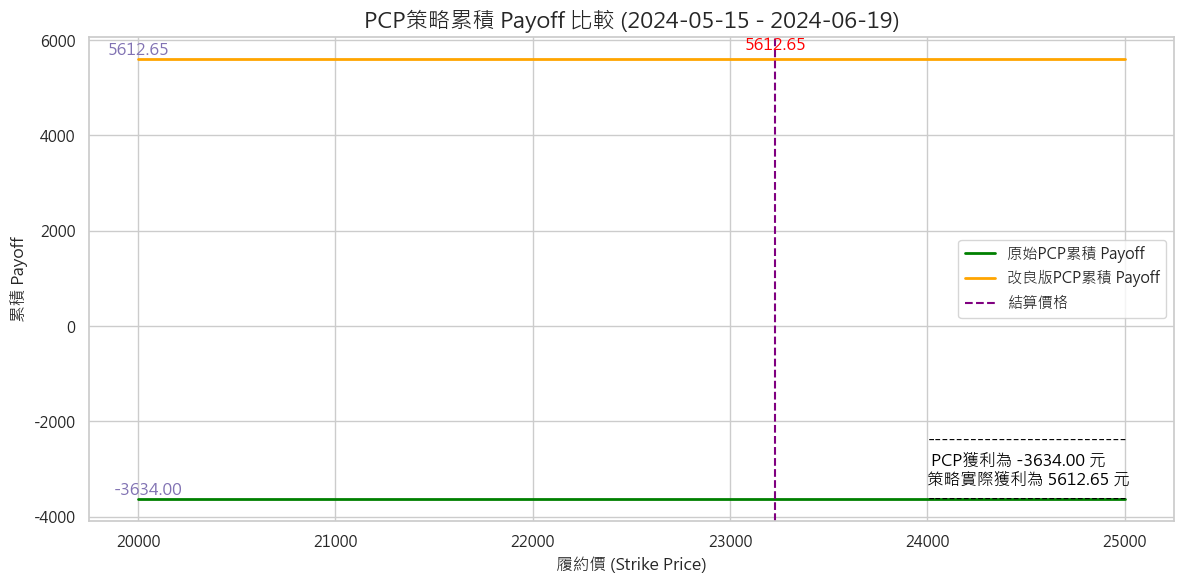 PCP策略累積 Payoff 比較 (2024-05-15 - 2024-06-19)
5612.65
5612.65
6000
4000
2000
0
-2000
-4000
累積 Payoff
原始PCP累積 Payoff
改良版PCP累積 Payoff
結算價格
PCP獲利為 -3634.00 元
策略實際獲利為 5612.65 元
-3634.00
20000
21000
22000
23000
24000
25000
履約價 (Strike Price)